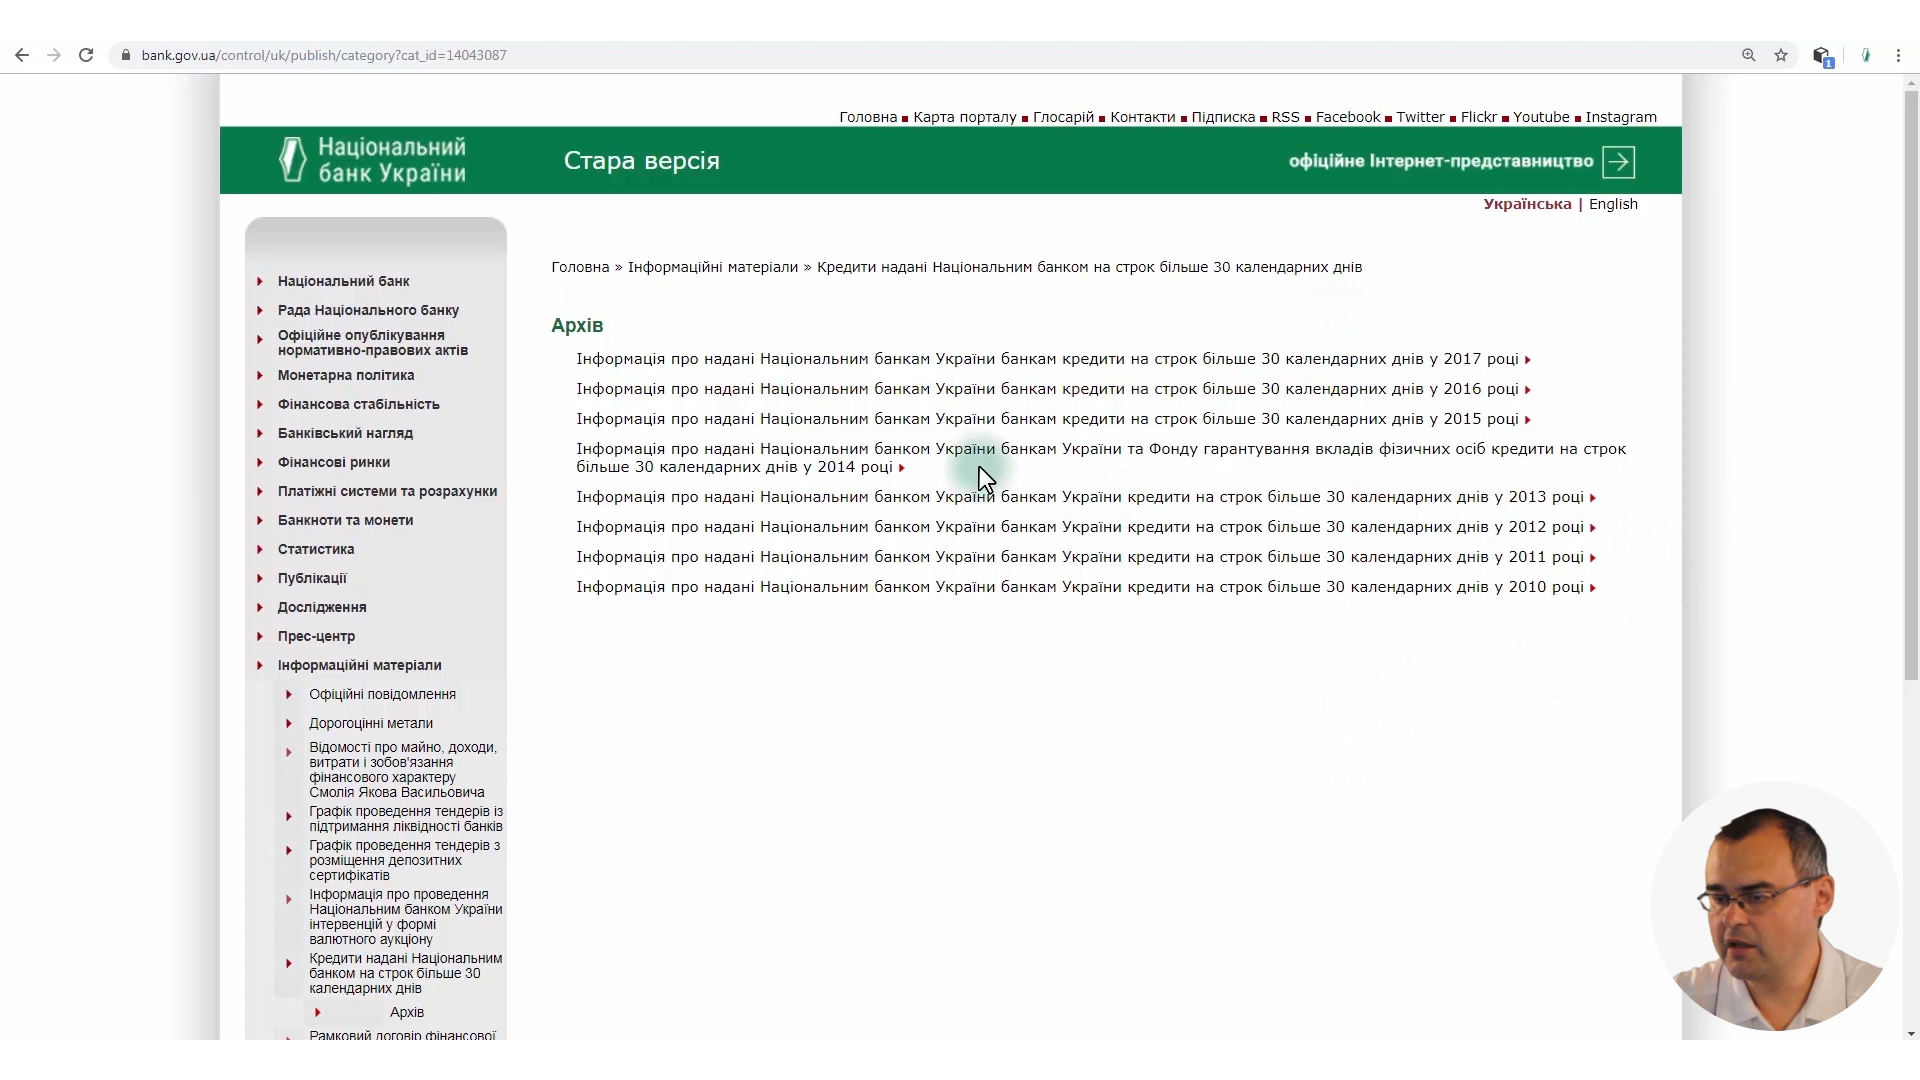 bank.gov.ua/control/uk/publish/category?cat_id=14043087
1
Головна ▪ Карта порталу ▪ Глосарій ▪ Контакти ▪ Підписка ▪ RSS ▪ Facebook ▪ Twitter ▪ Flickr ▪ Youtube ▪ Instagram
Національний
банк України
Стара версія
офіційне Інтернет-представництво
Українська | English
Головна » Інформаційні матеріали » Кредити надані Національним банком на строк більше 30 календарних днів
Архів
Інформація про надані Національним банкам України банкам кредити на строк більше 30 календарних днів у 2017 році
Інформація про надані Національним банкам України банкам кредити на строк більше 30 календарних днів у 2016 році
Інформація про надані Національним банкам України банкам кредити на строк більше 30 календарних днів у 2015 році
Інформація про надані Національним банком України банкам України та Фонду гарантування вкладів фізичних осіб кредити на строк
більше 30 календарних днів у 2014 році
Інформація про надані Національним банком України банкам України кредити на строк більше 30 календарних днів у 2013 році
Інформація про надані Національним банком України банкам України кредити на строк більше 30 календарних днів у 2012 році
Інформація про надані Національним банком України банкам України кредити на строк більше 30 календарних днів у 2011 році
Інформація про надані Національним банком України банкам України кредити на строк більше 30 календарних днів у 2010 році
Національний банк
Рада Національного банку
Офіційне опублікування
нормативно-правових актів
Монетарна політика
Фінансова стабільність
Банківський нагляд
Фінансові ринки
Платіжні системи та розрахунки
Банкноти та монети
Статистика
Публікації
Дослідження
Прес-центр
Інформаційні матеріали
Офіційні повідомлення
Дорогоцінні метали
Відомості про майно, доходи,
витрати і зобов'язання
фінансового характеру
Смолія Якова Васильовича
Графік проведення тендерів із
підтримання ліквідності банків
Графік проведення тендерів з
розміщення депозитних
сертифікатів
Інформація про проведення
Національним банком України
інтервенцій у формі
валютного аукціону
Кредити надані Національним
банком на строк більше 30
календарних днів
Архів
Рамковий договір фінансової